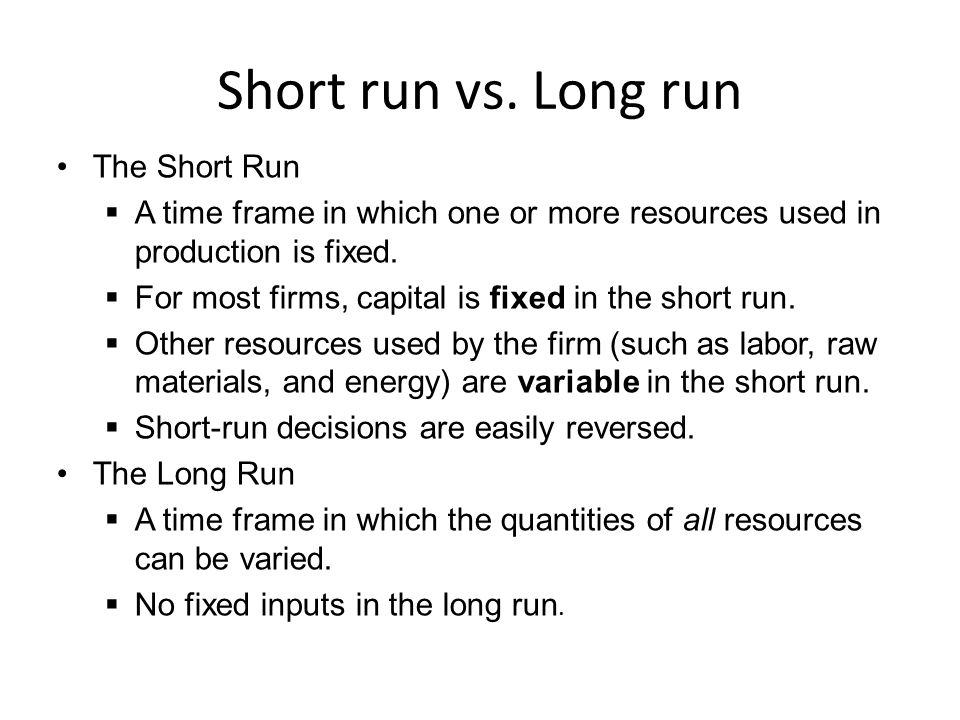 Short run vs. Long run
• The Short Run
▪ A time frame in which one or more resources used in
production is fixed.
▪ For most firms, capital is fixed in the short run.
▪ Other resources used by the firm (such as labor, raw
materials, and energy) are variable in the short run.
▪ Short-run decisions are easily reversed.
• The Long Run
▪ A time frame in which the quantities of all resources
can be varied.
▪ No fixed inputs in the long run.